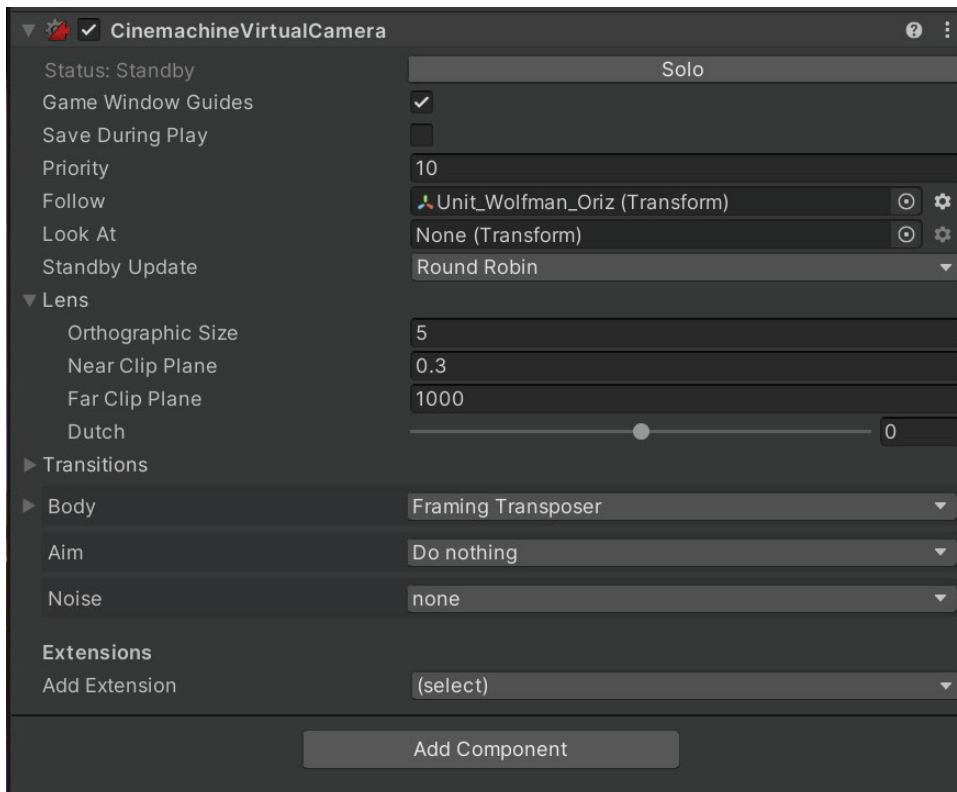 CinemachineVirtualCamera
Status: Standby Solo
Game Window Guides
Save During Play
Priority 10
Follow Unit_Wolfman_Oriz (Transform)
Look At None (Transform)
Standby Update Round Robin
Lens
Orthographic Size 5
Near Clip Plane 0.3
Far Clip Plane 1000
Dutch 0
Transitions
Body Framing Transposer
Aim Do nothing
Noise none
Extensions
Add Extension (select)
Add Component